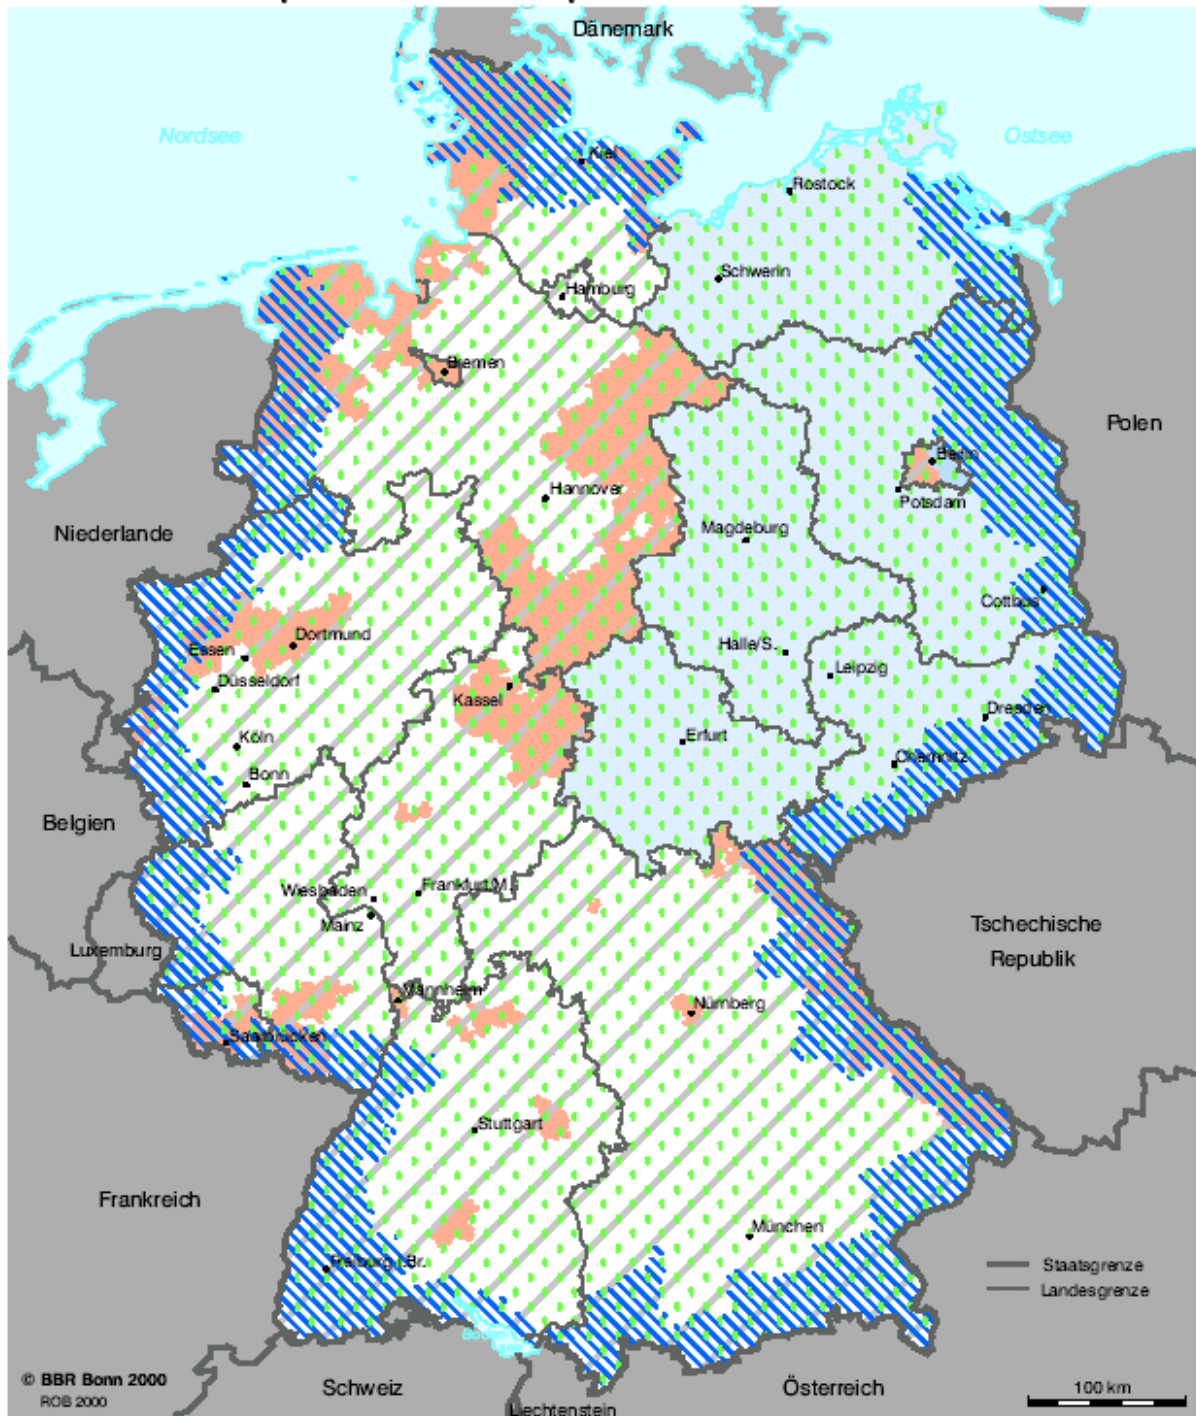 Dänemark
Nordsee
Ostsee
Kiel
Rostock
Schwerin
Hamburg
Bremen
Polen
Berlin
Hannover
Potsdam
Niederlande
Magdeburg
Cottbus
Dortmund
Essen
Halle/S.
Leipzig
Düsseldorf
Kassel
Dresden
Köln
Erfurt
Chemnitz
Bonn
Belgien
Wiesbaden
Frankfurt/M.
Mainz
Tschechische
Republik
Luxemburg
Mannheim
Nürnberg
Saarbrücken
Stuttgart
Frankreich
München
Freiburg i.Br.
Staatsgrenze
Landesgrenze
© BBR Bonn 2000
ROB 2000
Schweiz
Österreich
100 km
Liechtenstein